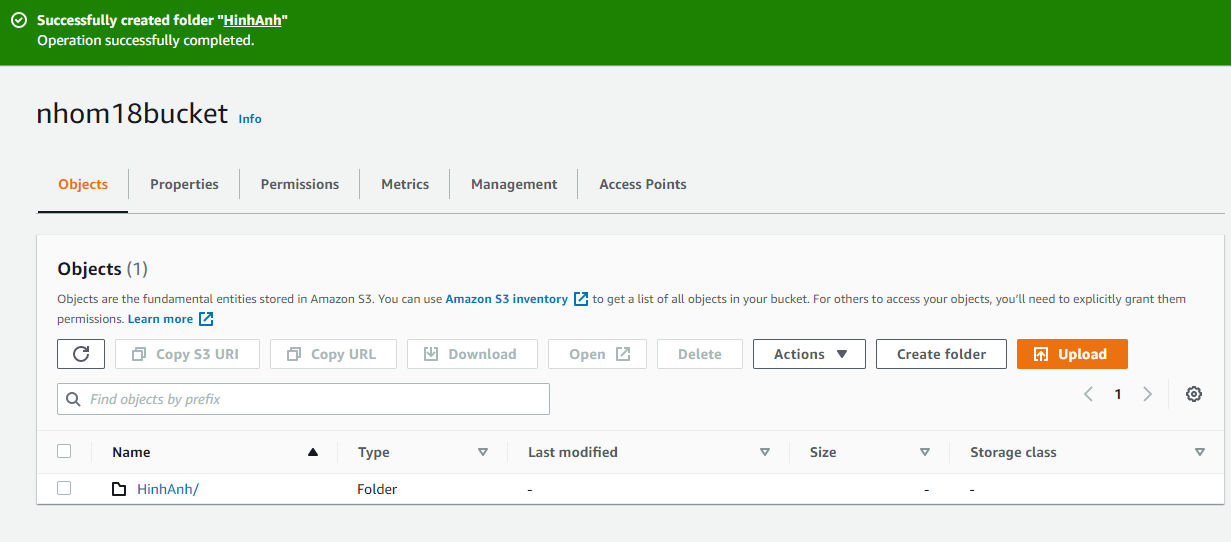 Successfully created folder "HinhAnh"
Operation successfully completed.
nhom18bucket Info
Objects Properties Permissions Metrics Management Access Points
Objects (1)
Objects are the fundamental entities stored in Amazon S3. You can use Amazon S3 inventory to get a list of all objects in your bucket. For others to access your objects, you'll need to explicitly grant them
permissions. Learn more
Copy S3 URI Copy URL Download Open Delete Actions Create folder Upload
Find objects by prefix 1
Name Type Last modified Size Storage class
HinhAnh/ Folder - - -